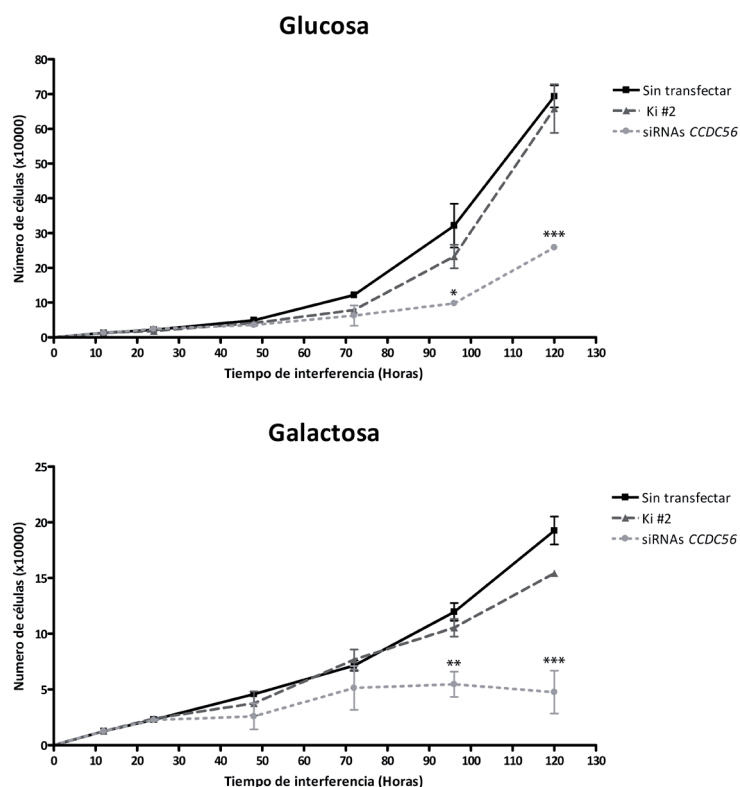 Glucosa
Número de células (x10000)
80
70
60
50
40
30
20
10
0
0 10 20 30 40 50 60 70 80 90 100 110 120 130
Tiempo de interferencia (Horas)
*
***
Sin transfectar
Ki #2
siRNAs CCDC56
Galactosa
Numero de células (x10000)
25
20
15
10
5
0
0 10 20 30 40 50 60 70 80 90 100 110 120 130
Tiempo de interferencia (Horas)
**
***
Sin transfectar
Ki #2
siRNAs CCDC56